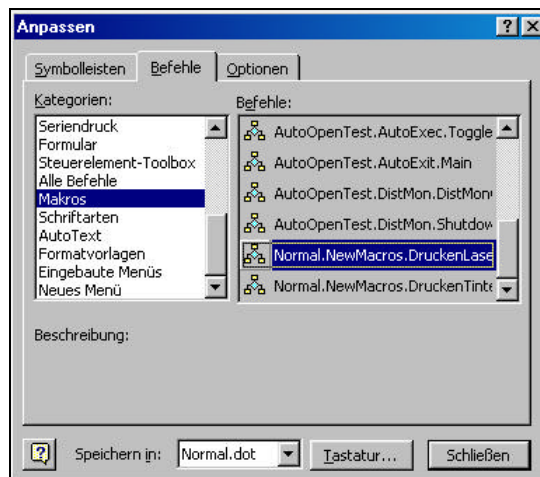 Anpassen
Symbolleisten Befehle Optionen
Kategorien:
Seriendruck
Formular
Steuerelement-Toolbox
Alle Befehle
Makros
Schriftarten
AutoText
Formatvorlagen
Eingebaute Menüs
Neues Menü
Befehle:
AutoOpenTest.AutoExec.Toggle
AutoOpenTest.AutoExit.Main
AutoOpenTest.DistMon.DistMon
AutoOpenTest.DistMon.Shutdow
Normal.NewMacros.DruckenLase
Normal.NewMacros.DruckenTinte
Beschreibung:
Speichern in: Normal.dot Tastatur... Schließen